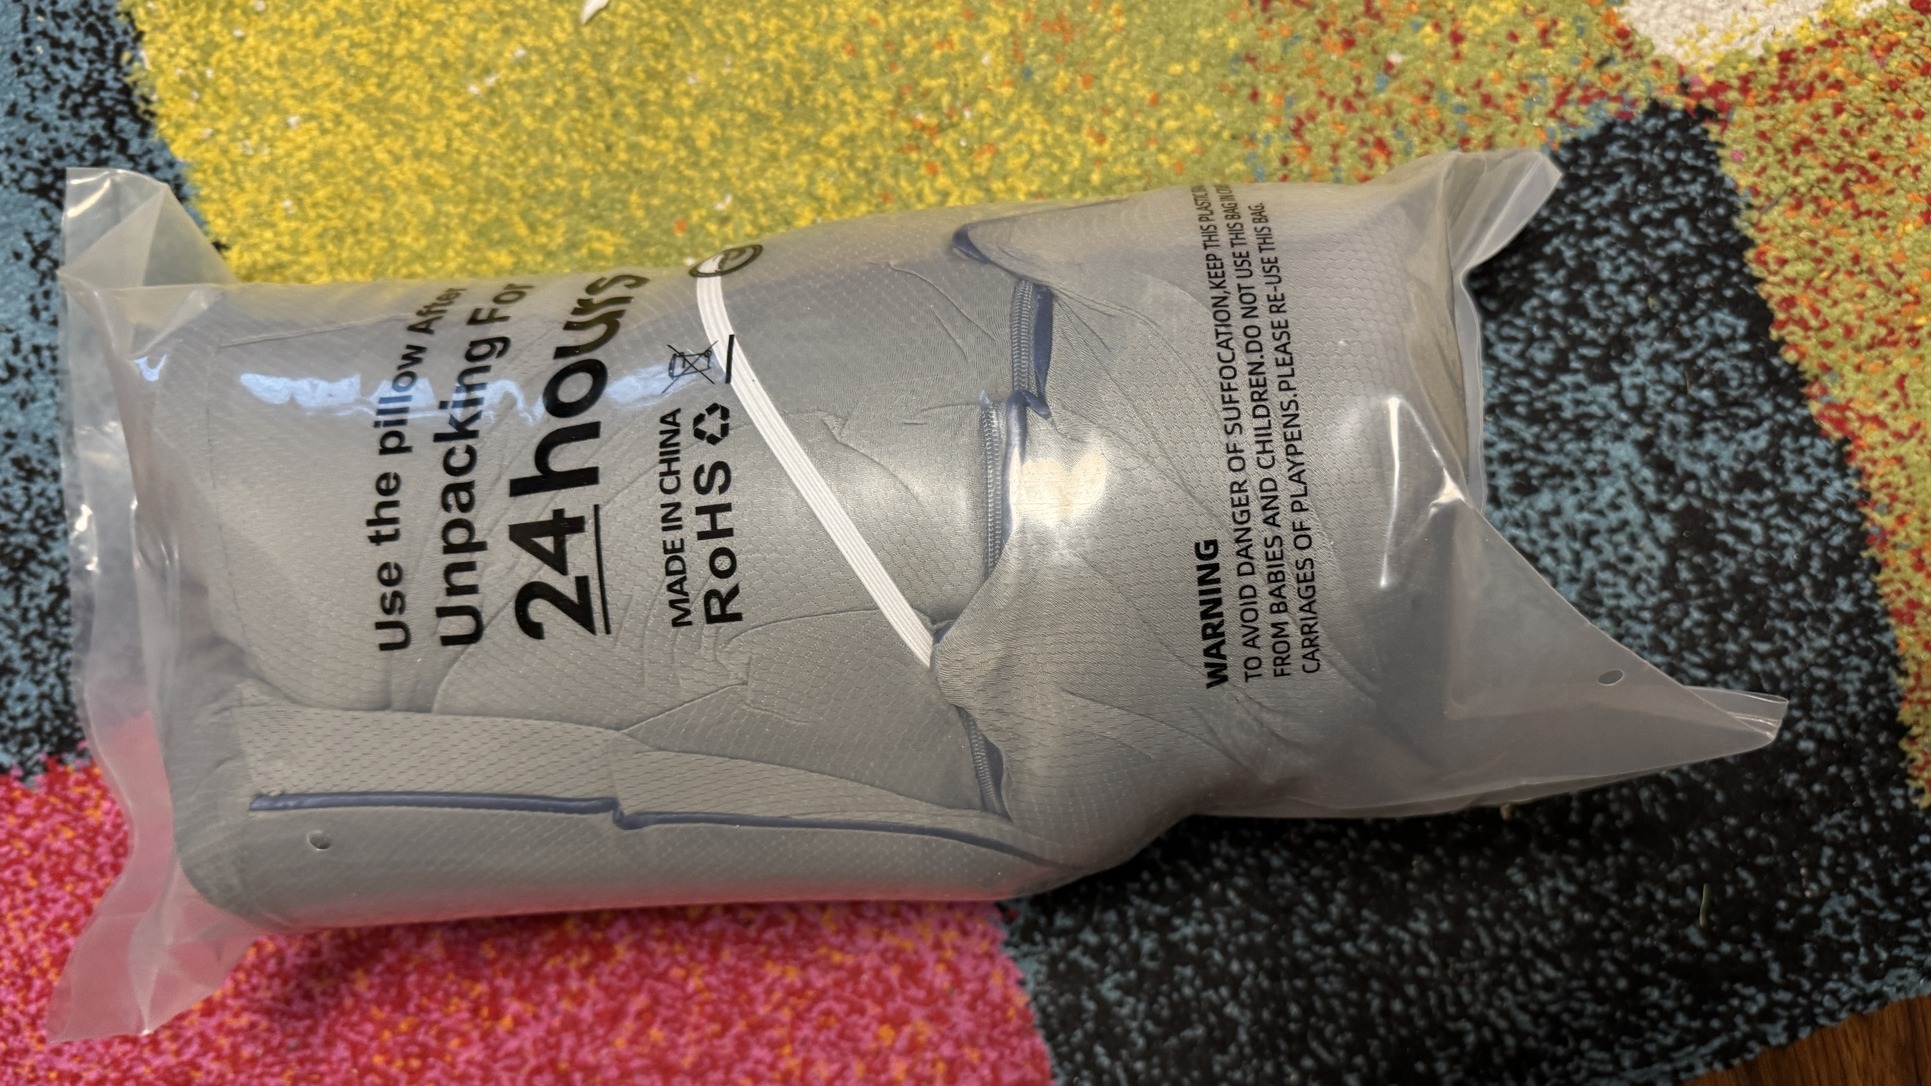 Use the pillow After
Unpacking For
24 hours
MADE IN CHINA
RoHS
WARNING
TO AVOID DANGER OF SUFFOCATION,KEEP THIS PLASTIC
FROM BABIES AND CHILDREN.DO NOT USE THIS BAG IN
CARRIAGES OF PLAYPENS.PLEASE RE-USE THIS BAG.